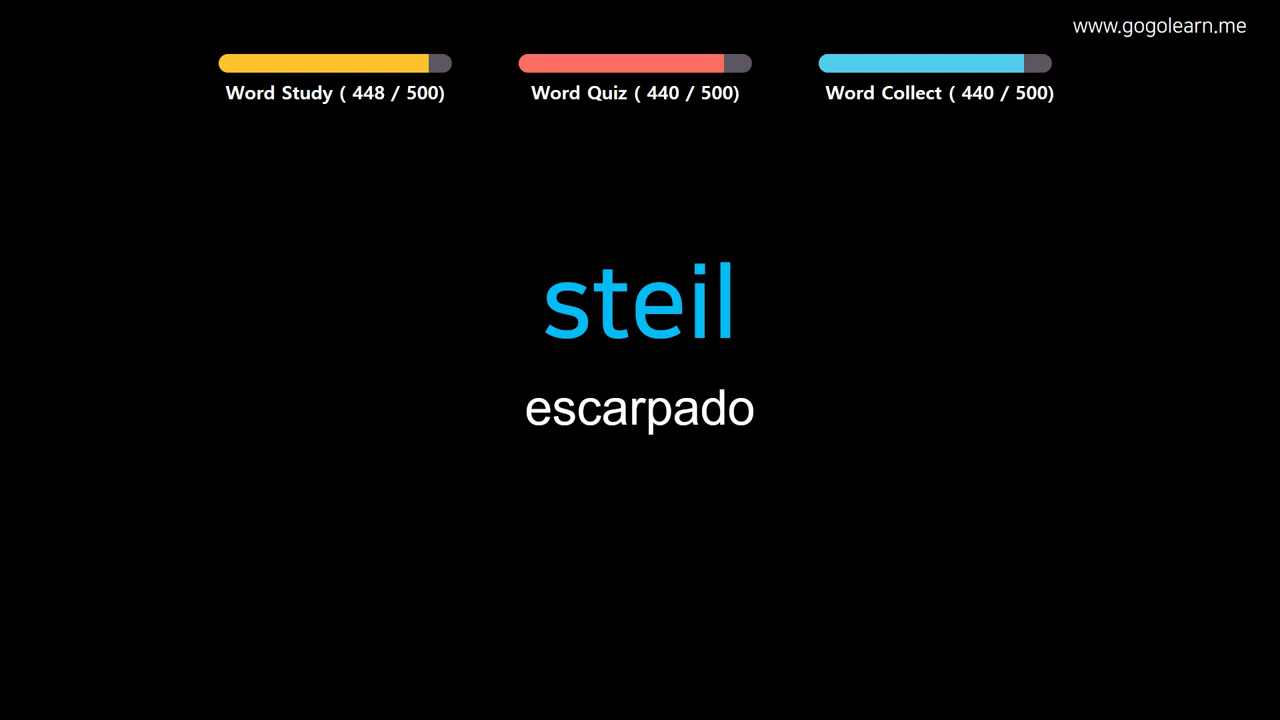 www.gogolearn.me
Word Study ( 448 / 500)
Word Quiz ( 440 / 500)
Word Collect ( 440 / 500)
steil
escarpado